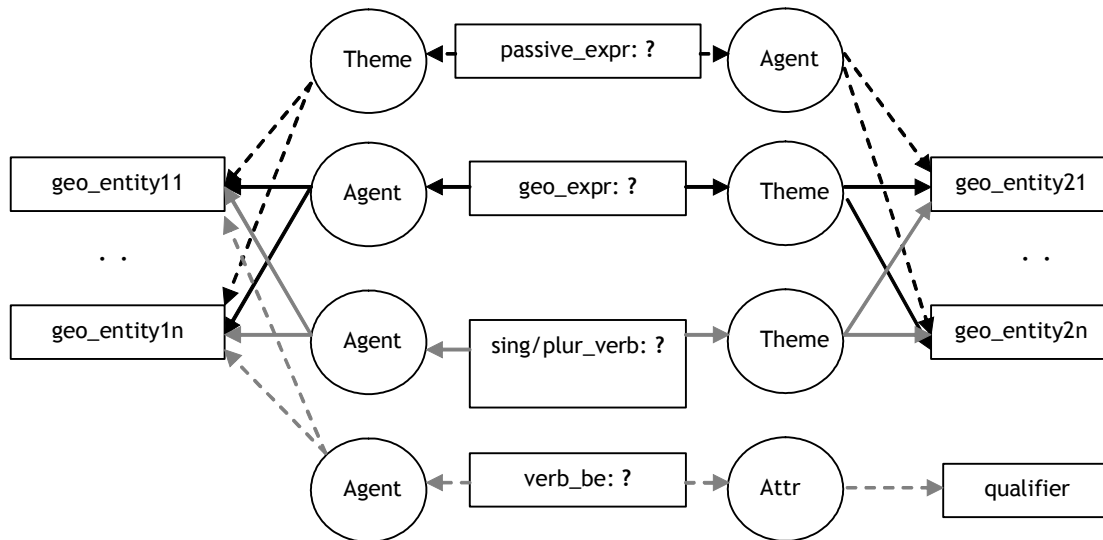 Theme passive_expr: ? Agent
geo_entity11 Agent geo_expr: ? Theme geo_entity21
. . . .
geo_entity1n Agent sing/plur_verb: ? Theme geo_entity2n
Agent verb_be: ? Attr qualifier